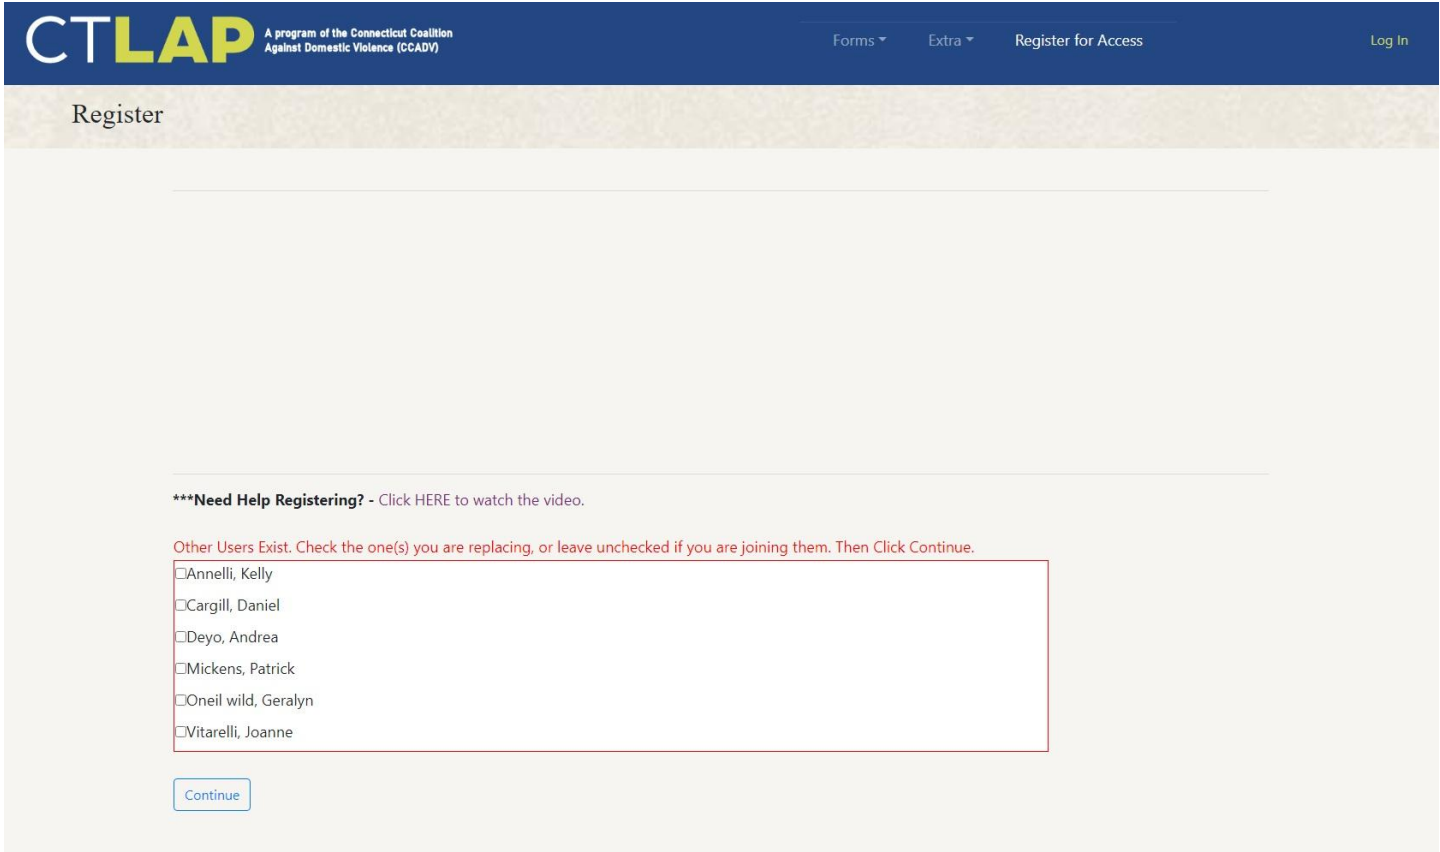 CTLAP
A program of the Connecticut Coalition
Against Domestic Violence (CCADV)
Forms
Extra
Register for Access
Log In
Register
***Need Help Registering? - Click HERE to watch the video.
Other Users Exist. Check the one(s) you are replacing, or leave unchecked if you are joining them. Then Click Continue.
Annelli, Kelly
Cargill, Daniel
Deyo, Andrea
Mickens, Patrick
Oneil wild, Geralyn
Vitarelli, Joanne
Continue